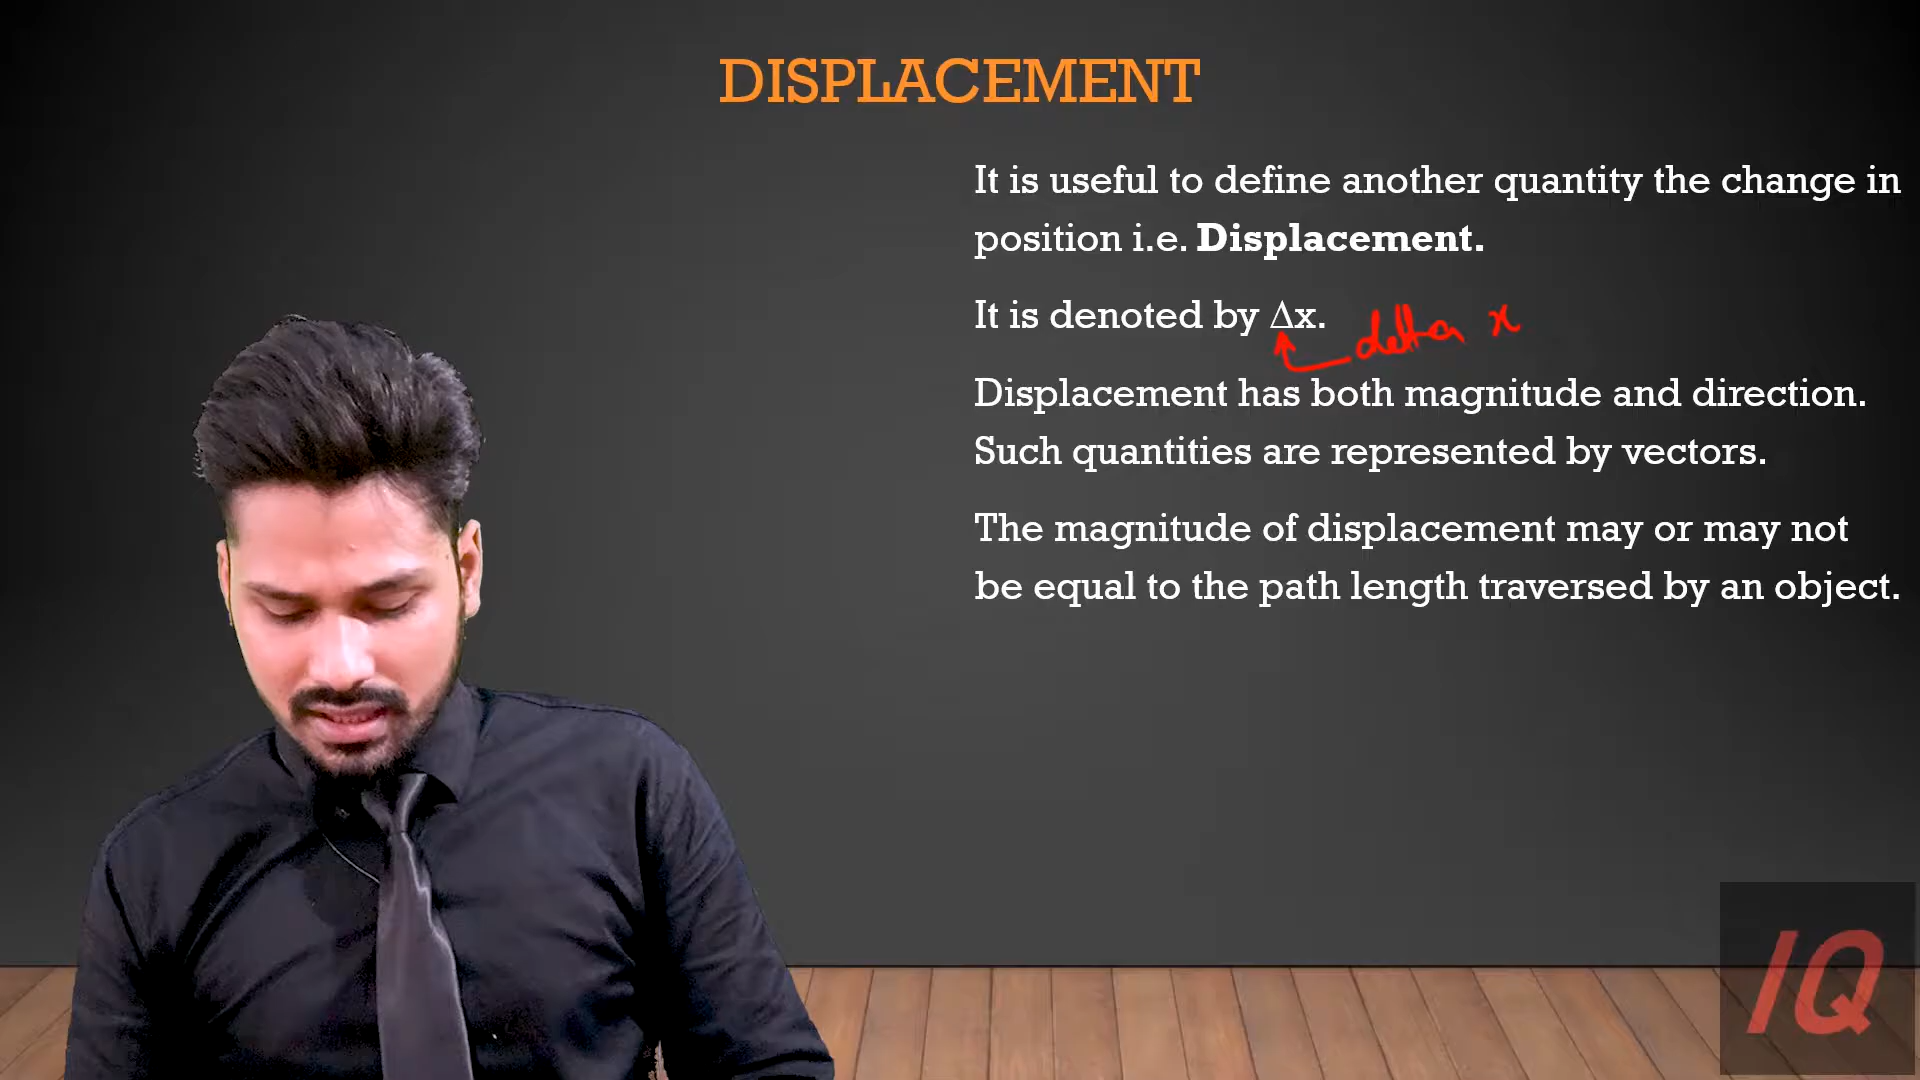 DISPLACEMENT
It is useful to define another quantity the change in
position i.e. Displacement.
It is denoted by Δx.
delta x
Displacement has both magnitude and direction.
Such quantities are represented by vectors.
The magnitude of displacement may or may not
be equal to the path length traversed by an object.
IQ